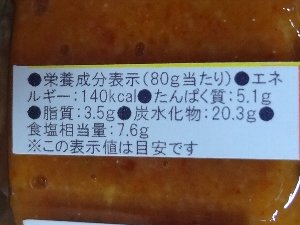 ●栄養成分表示(80g当たり)●エネ
ルギー:140kcal●たんぱく質:5.1g
●脂質:3.5g●炭水化物:20.3g●
食塩相当量:7.6g
※この表示値は目安です